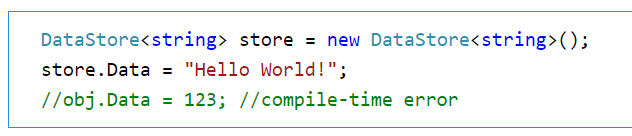 DataStore<string> store = new DataStore<string>();
store.Data = "Hello World!";
//obj.Data = 123; //compile-time error